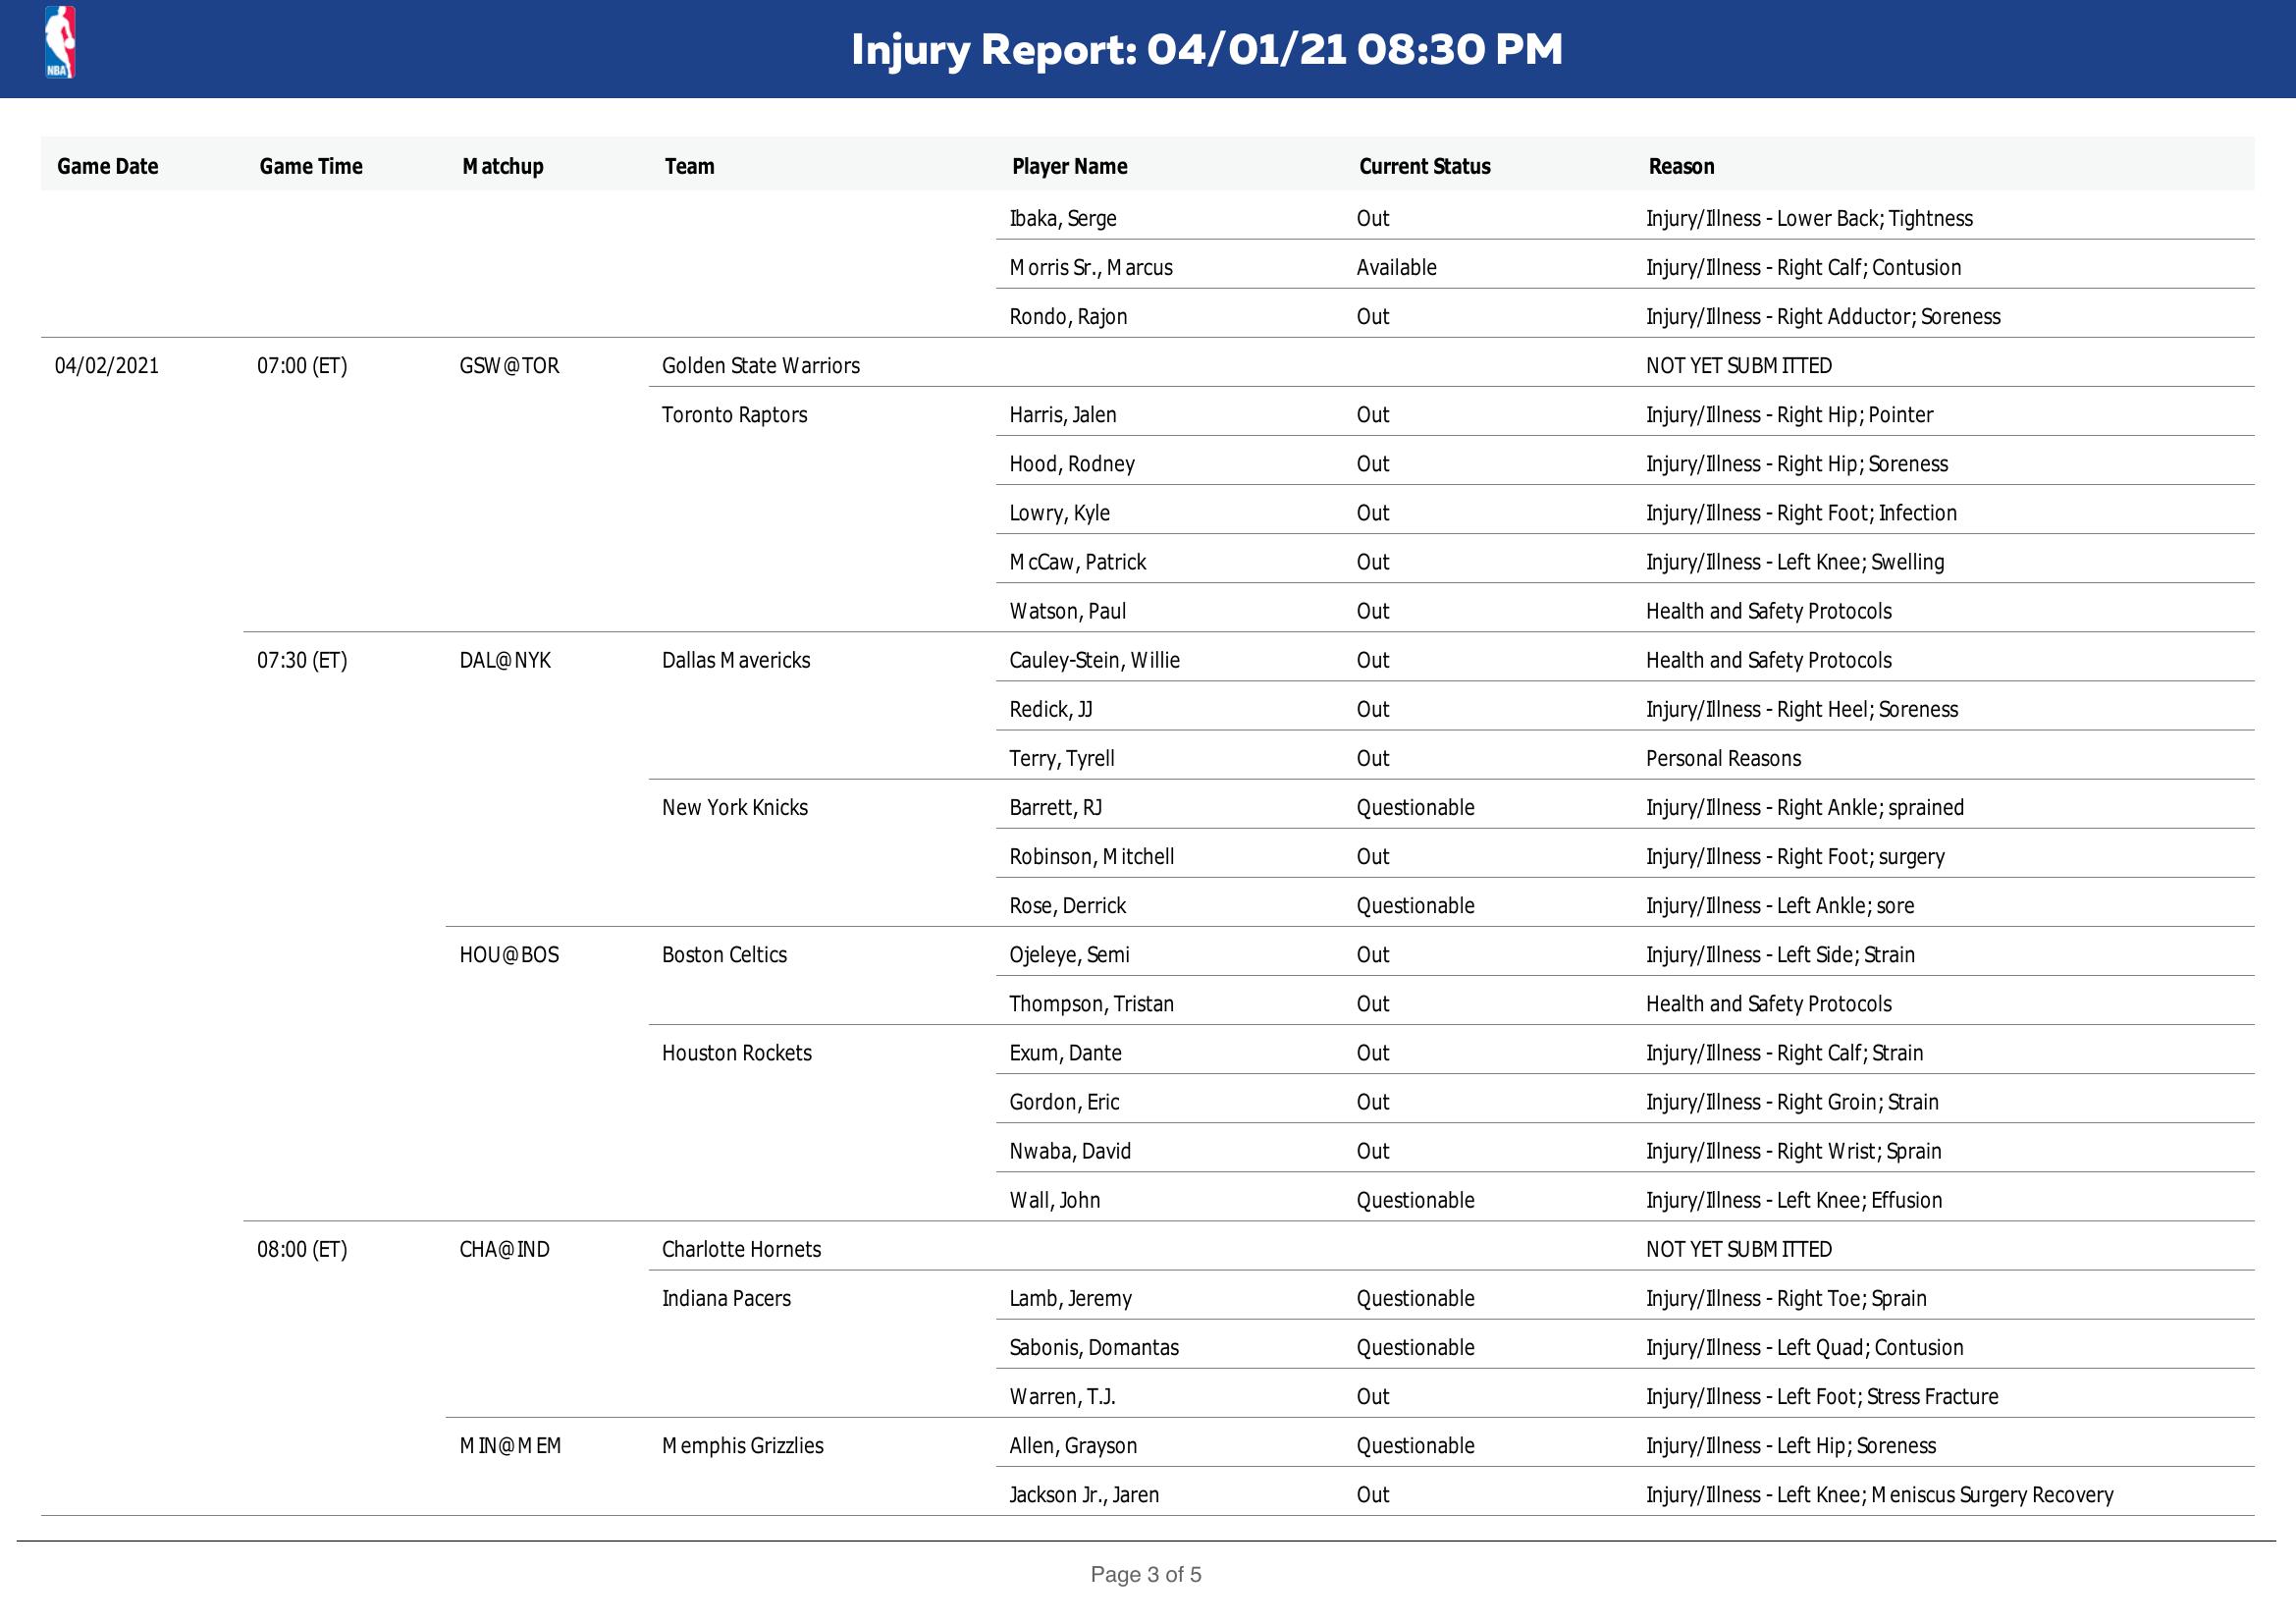 NBA
Injury Report: 04/01/21 08:30 PM
Game Date Game Time Matchup Team Player Name Current Status Reason
Ibaka, Serge Out Injury/Illness - Lower Back; Tightness
Morris Sr., Marcus Available Injury/Illness - Right Calf; Contusion
Rondo, Rajon Out Injury/Illness - Right Adductor; Soreness
04/02/2021 07:00 (ET) GSW@TOR Golden State Warriors NOT YET SUBMITTED
Toronto Raptors Harris, Jalen Out Injury/Illness - Right Hip; Pointer
Hood, Rodney Out Injury/Illness - Right Hip; Soreness
Lowry, Kyle Out Injury/Illness - Right Foot; Infection
McCaw, Patrick Out Injury/Illness - Left Knee; Swelling
Watson, Paul Out Health and Safety Protocols
07:30 (ET) DAL@NYK Dallas Mavericks Cauley-Stein, Willie Out Health and Safety Protocols
Redick, JJ Out Injury/Illness - Right Heel; Soreness
Terry, Tyrell Out Personal Reasons
New York Knicks Barrett, RJ Questionable Injury/Illness - Right Ankle; sprained
Robinson, Mitchell Out Injury/Illness - Right Foot; surgery
Rose, Derrick Questionable Injury/Illness - Left Ankle; sore
HOU@BOS Boston Celtics Ojeleye, Semi Out Injury/Illness - Left Side; Strain
Thompson, Tristan Out Health and Safety Protocols
Houston Rockets Exum, Dante Out Injury/Illness - Right Calf; Strain
Gordon, Eric Out Injury/Illness - Right Groin; Strain
Nwaba, David Out Injury/Illness - Right Wrist; Sprain
Wall, John Questionable Injury/Illness - Left Knee; Effusion
08:00 (ET) CHA@IND Charlotte Hornets NOT YET SUBMITTED
Indiana Pacers Lamb, Jeremy Questionable Injury/Illness - Right Toe; Sprain
Sabonis, Domantas Questionable Injury/Illness - Left Quad; Contusion
Warren, T.J. Out Injury/Illness - Left Foot; Stress Fracture
MIN@MEM Memphis Grizzlies Allen, Grayson Questionable Injury/Illness - Left Hip; Soreness
Jackson Jr., Jaren Out Injury/Illness - Left Knee; Meniscus Surgery Recovery
Page 3 of 5